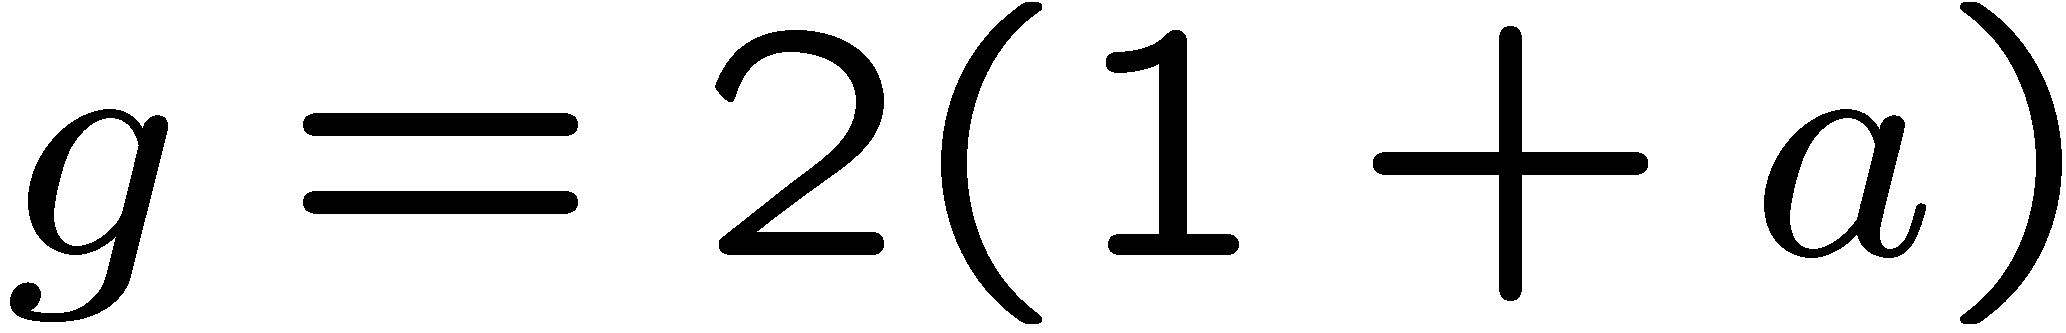 g = 2(1 + a)